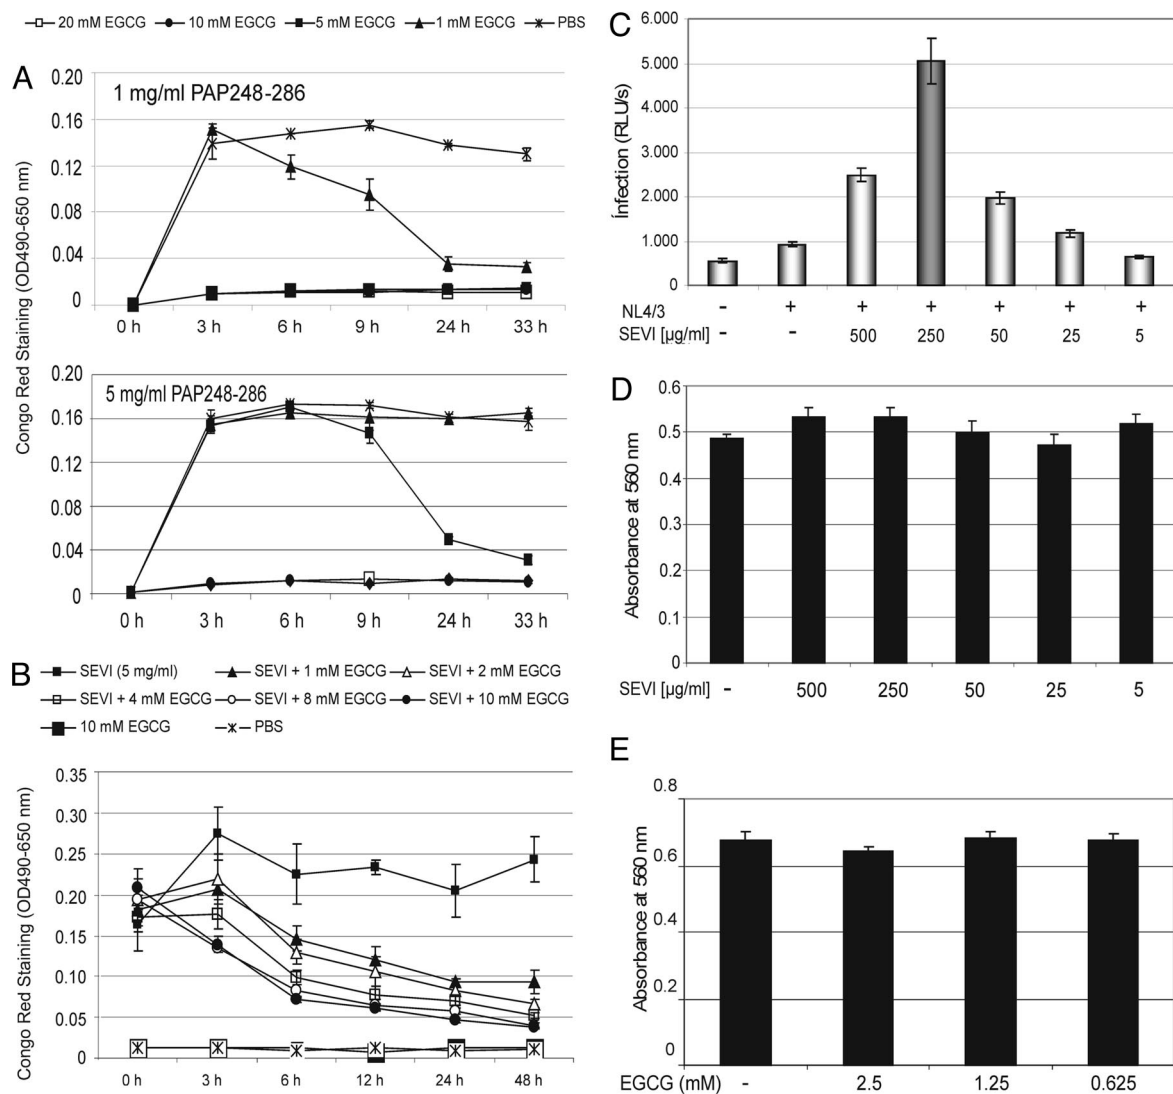 20 mM EGCG 10 mM EGCG 5 mM EGCG 1 mM EGCG PBS
A
1 mg/ml PAP248-286
Congo Red Staining (OD490-650 nm)
0.20
0.16
0.12
0.08
0.04
0
0 h 3 h 6 h 9 h 24 h 33 h
5 mg/ml PAP248-286
0.20
0.16
0.12
0.08
0.04
0
0 h 3 h 6 h 9 h 24 h 33 h
B
SEVI (5 mg/ml) SEVI + 1 mM EGCG SEVI + 2 mM EGCG
SEVI + 4 mM EGCG SEVI + 8 mM EGCG SEVI + 10 mM EGCG
10 mM EGCG PBS
Congo Red Staining (OD490-650 nm)
0.35
0.30
0.25
0.20
0.15
0.10
0.05
0
0 h 3 h 6 h 12 h 24 h 48 h
C
Ínfection (RLU/s)
6.000
5.000
4.000
3.000
2.000
1.000
0
NL4/3 - + + + + + +
SEVI [µg/ml] - - 500 250 50 25 5
D
Absorbance at 560 nm
0.6
0.5
0.4
0.3
0.2
0.1
0
SEVI [µg/ml] - 500 250 50 25 5
E
Absorbance at 560 nm
0.8
0.6
0.4
0.2
0
EGCG (mM) - 2.5 1.25 0.625